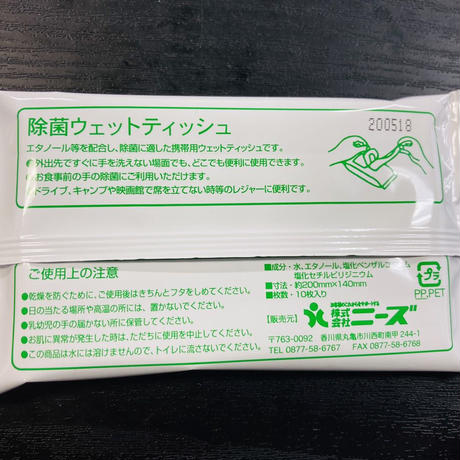 除菌ウェットティッシュ
200518
エタノール等を配合し、除菌に適した携帯用ウェットティッシュです。
●外出先ですぐに手を洗えない場面でも、どこでも便利に使用できます。
●お食事前の手の除菌にご利用いただけます。
●ドライブ、キャンプや映画館で席を立てない時等のレジャーに便利です。
ご使用上の注意
●乾燥を防ぐために、ご使用後はきちんとフタをしてください。
●日の当たる場所や高温の所には、置かないでください。
●乳幼児の手の届かない所に保管してください。
●お肌に異常が発生した時は、ただちに使用を中止してください。
●この商品は水には溶けませんので、トイレに流さないでください。
■成分・水、エタノール、塩化ベンザルコニウム
塩化セチルピリジニウム
■寸法・約200mm×140mm
■枚数・10枚入り
プラ
PP,PET
【販売元】
株式会社ニーズ
〒763-0092 香川県丸亀市川西町南甲 244-1
TEL 0877-58-6767 FAX 0877-58-6768